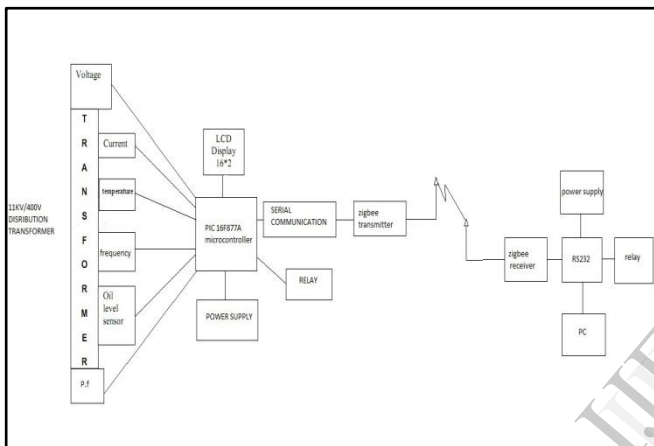 Voltage
T
R
A
N
S
F
O
R
M
E
R
Current
temperature
frequency
Oil
level
sensor
P.f
11KV/400V
DISRIBUTION
TRANSFORMER
LCD
Display
16*2
PIC 16F877A
microcontroller
SERIAL
COMMUNICATION
zigbee
transmitter
RELAY
POWER SUPPLY
power supply
zigbee
receiver
RS232
relay
PC